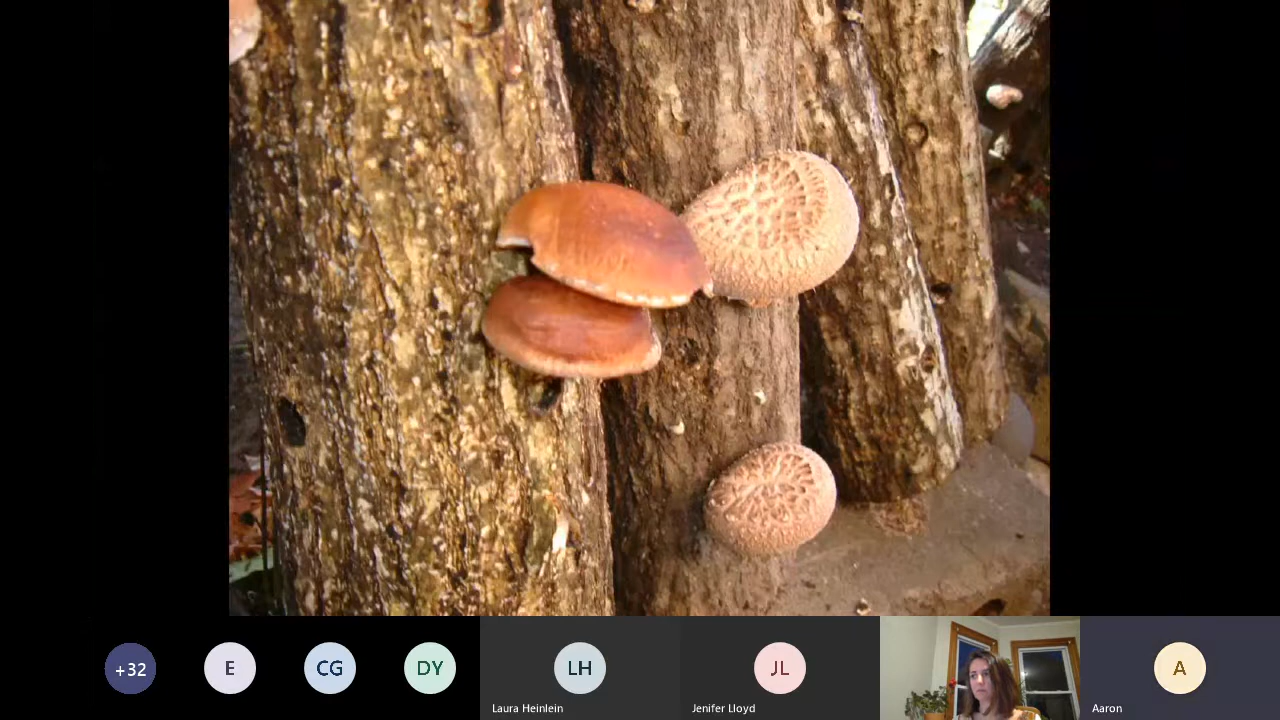 +32
E
CG
DY
LH
JL
A
Laura Heinlein
Jenifer Lloyd
Aaron